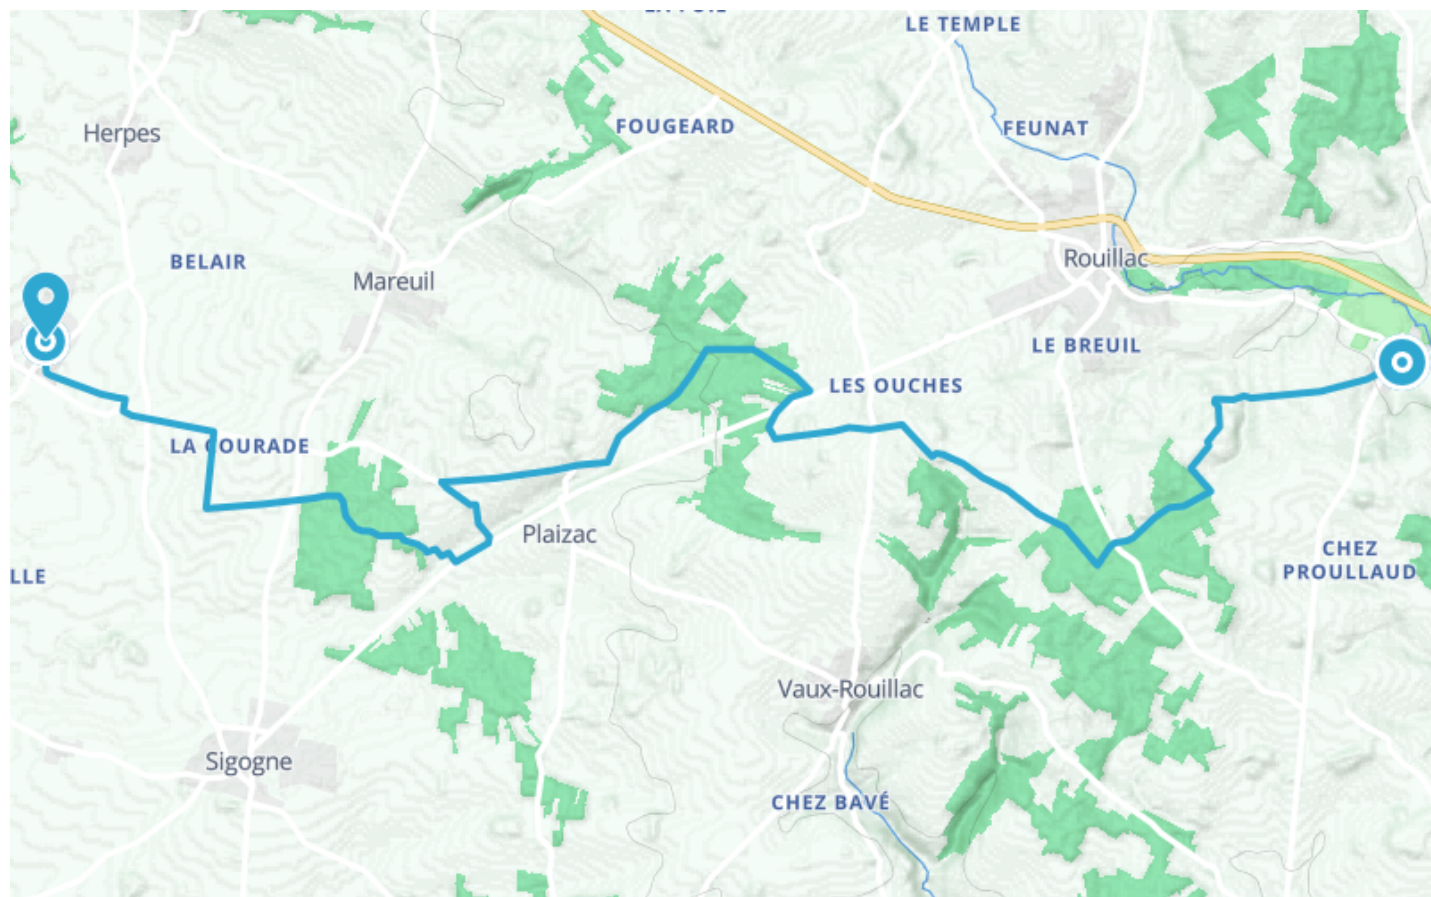 LE TEMPLE
Herpes
FOUGEARD
FEUNAT
BELAIR
Mareuil
Rouillac
LE BREUIL
LES OUCHES
LA COURADE
Plaizac
CHEZ
PROULLAUD
LLE
Vaux-Rouillac
Sigogne
CHEZ BAVÉ